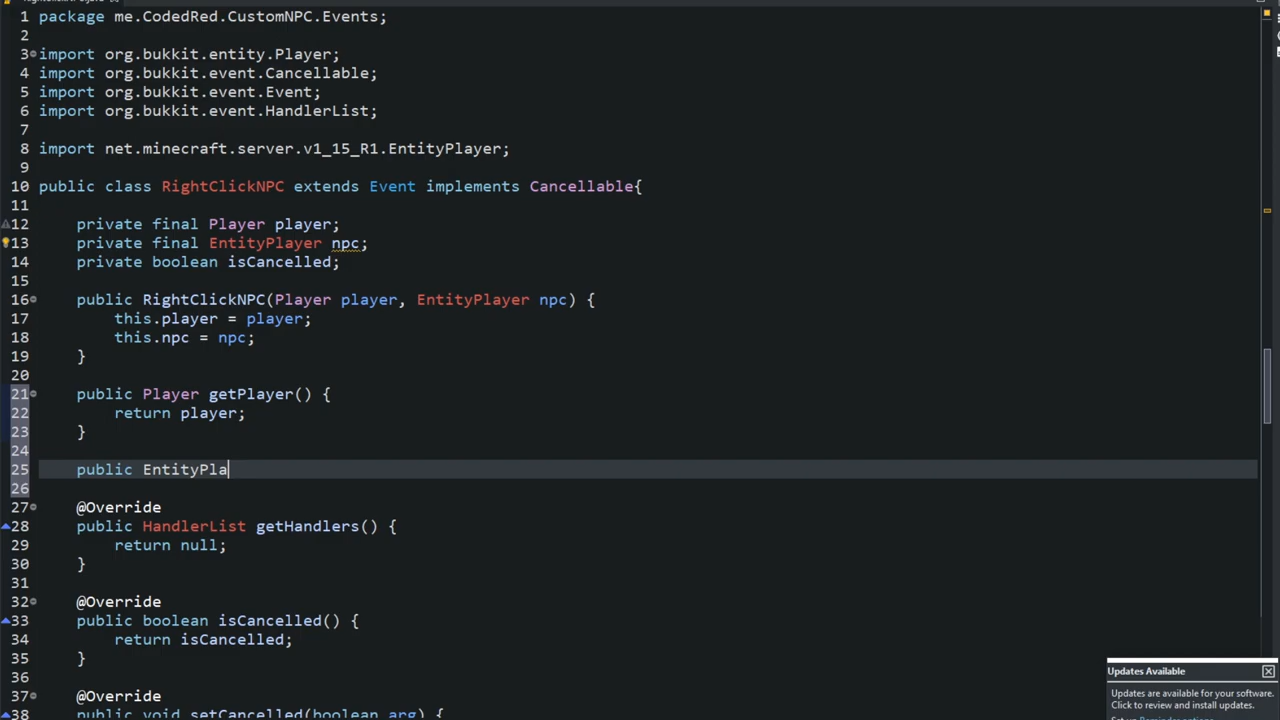 1 package me.CodedRed.CustomNPC.Events;
2
3 import org.bukkit.entity.Player;
4 import org.bukkit.event.Cancellable;
5 import org.bukkit.event.Event;
6 import org.bukkit.event.HandlerList;
7
8 import net.minecraft.server.v1_15_R1.EntityPlayer;
9
10 public class RightClickNPC extends Event implements Cancellable{
11
12 private final Player player;
13 private final EntityPlayer npc;
14 private boolean isCancelled;
15
16 public RightClickNPC(Player player, EntityPlayer npc) {
17 this.player = player;
18 this.npc = npc;
19 }
20
21 public Player getPlayer() {
22 return player;
23 }
24
25 public EntityPla
26
27 @Override
28 public HandlerList getHandlers() {
29 return null;
30 }
31
32 @Override
33 public boolean isCancelled() {
34 return isCancelled;
35 }
36
37 @Override
38 public void setCancelled(boolean arg) {
Updates Available
Updates are available for your software.
Click to review and install updates.